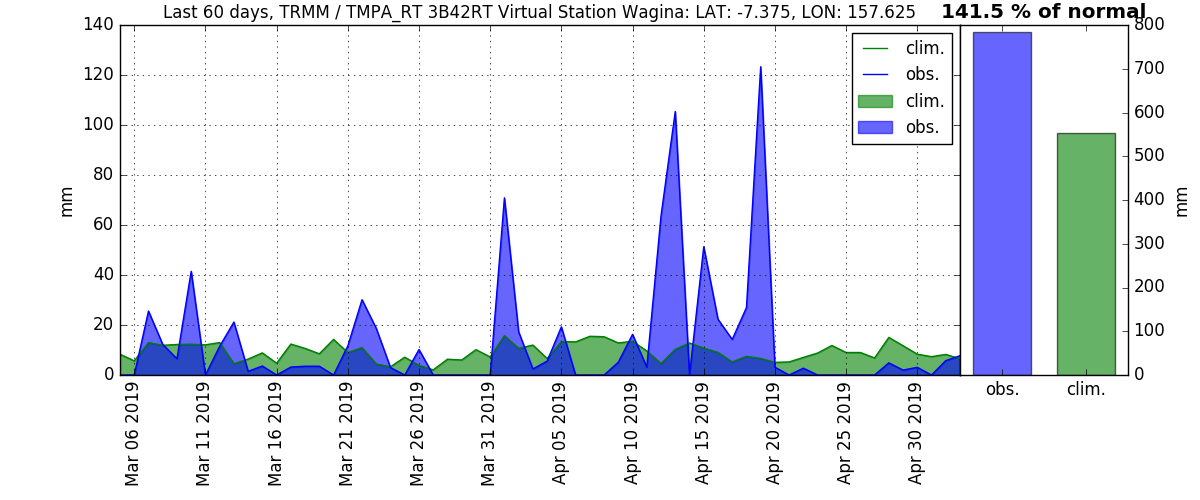 Last 60 days, TRMM / TMPA_RT 3B42RT Virtual Station Wagina: LAT: -7.375, LON: 157.625
141.5 % of normal
140
120
100
80
60
40
20
0
mm
clim.
obs.
clim.
obs.
Mar 06 2019
Mar 11 2019
Mar 16 2019
Mar 21 2019
Mar 26 2019
Mar 31 2019
Apr 05 2019
Apr 10 2019
Apr 15 2019
Apr 20 2019
Apr 25 2019
Apr 30 2019
800
700
600
500
400
300
200
100
0
mm
obs.
clim.